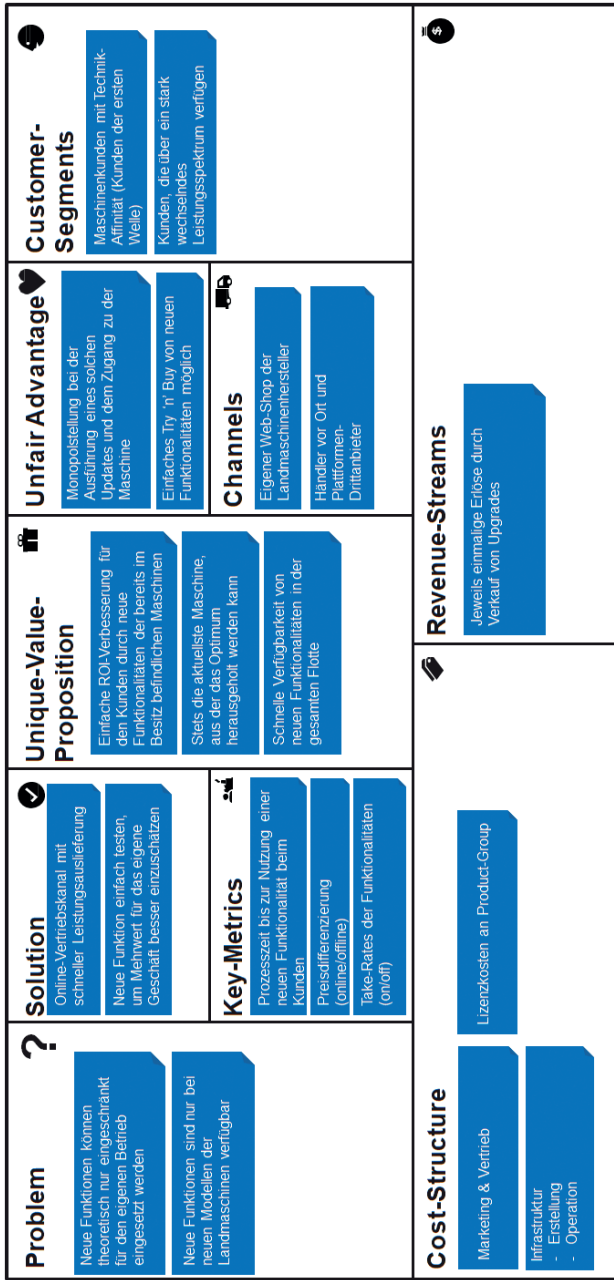 Problem
?
Neue Funktionen können
theoretisch nur eingeschränkt
für den eigenen Betrieb
eingesetzt werden
Neue Funktionen sind nur bei
neuen Modellen der
Landmaschinen verfügbar
Solution
Online-Vertriebskanal mit
schneller Leistungsauslieferung
Neue Funktion einfach testen,
um Mehrwert für das eigene
Geschäft besser einzuschätzen
Key-Metrics
Prozesszeit bis zur Nutzung einer
neuen Funktionalität beim
Kunden
Preisdifferenzierung
(online/offline)
Take-Rates der Funktionalitäten
(on/off)
Unique-Value-
Proposition
Einfache ROI-Verbesserung für
den Kunden durch neue
Funktionalitäten der bereits im
Besitz befindlichen Maschinen
Stets die aktuellste Maschine,
aus der das Optimum
herausgeholt werden kann
Schnelle Verfügbarkeit von
neuen Funktionalitäten in der
gesamten Flotte
Unfair Advantage
Monopolstellung bei der
Ausführung eines solchen
Updates und dem Zugang zu der
Maschine
Einfaches Try 'n' Buy von neuen
Funktionalitäten möglich
Channels
Eigener Web-Shop der
Landmaschinenhersteller
Händler vor Ort und
Plattformen-
Drittanbieter
Customer-
Segments
Maschinenkunden mit Technik-
Affinität (Kunden der ersten
Welle)
Kunden, die über ein stark
wechselndes
Leistungsspektrum verfügen
Cost-Structure
Marketing & Vertrieb
Lizenzkosten an Product-Group
Infrastruktur
- Erstellung
- Operation
Revenue-Streams
$
Jeweils einmalige Erlöse durch
Verkauf von Upgrades